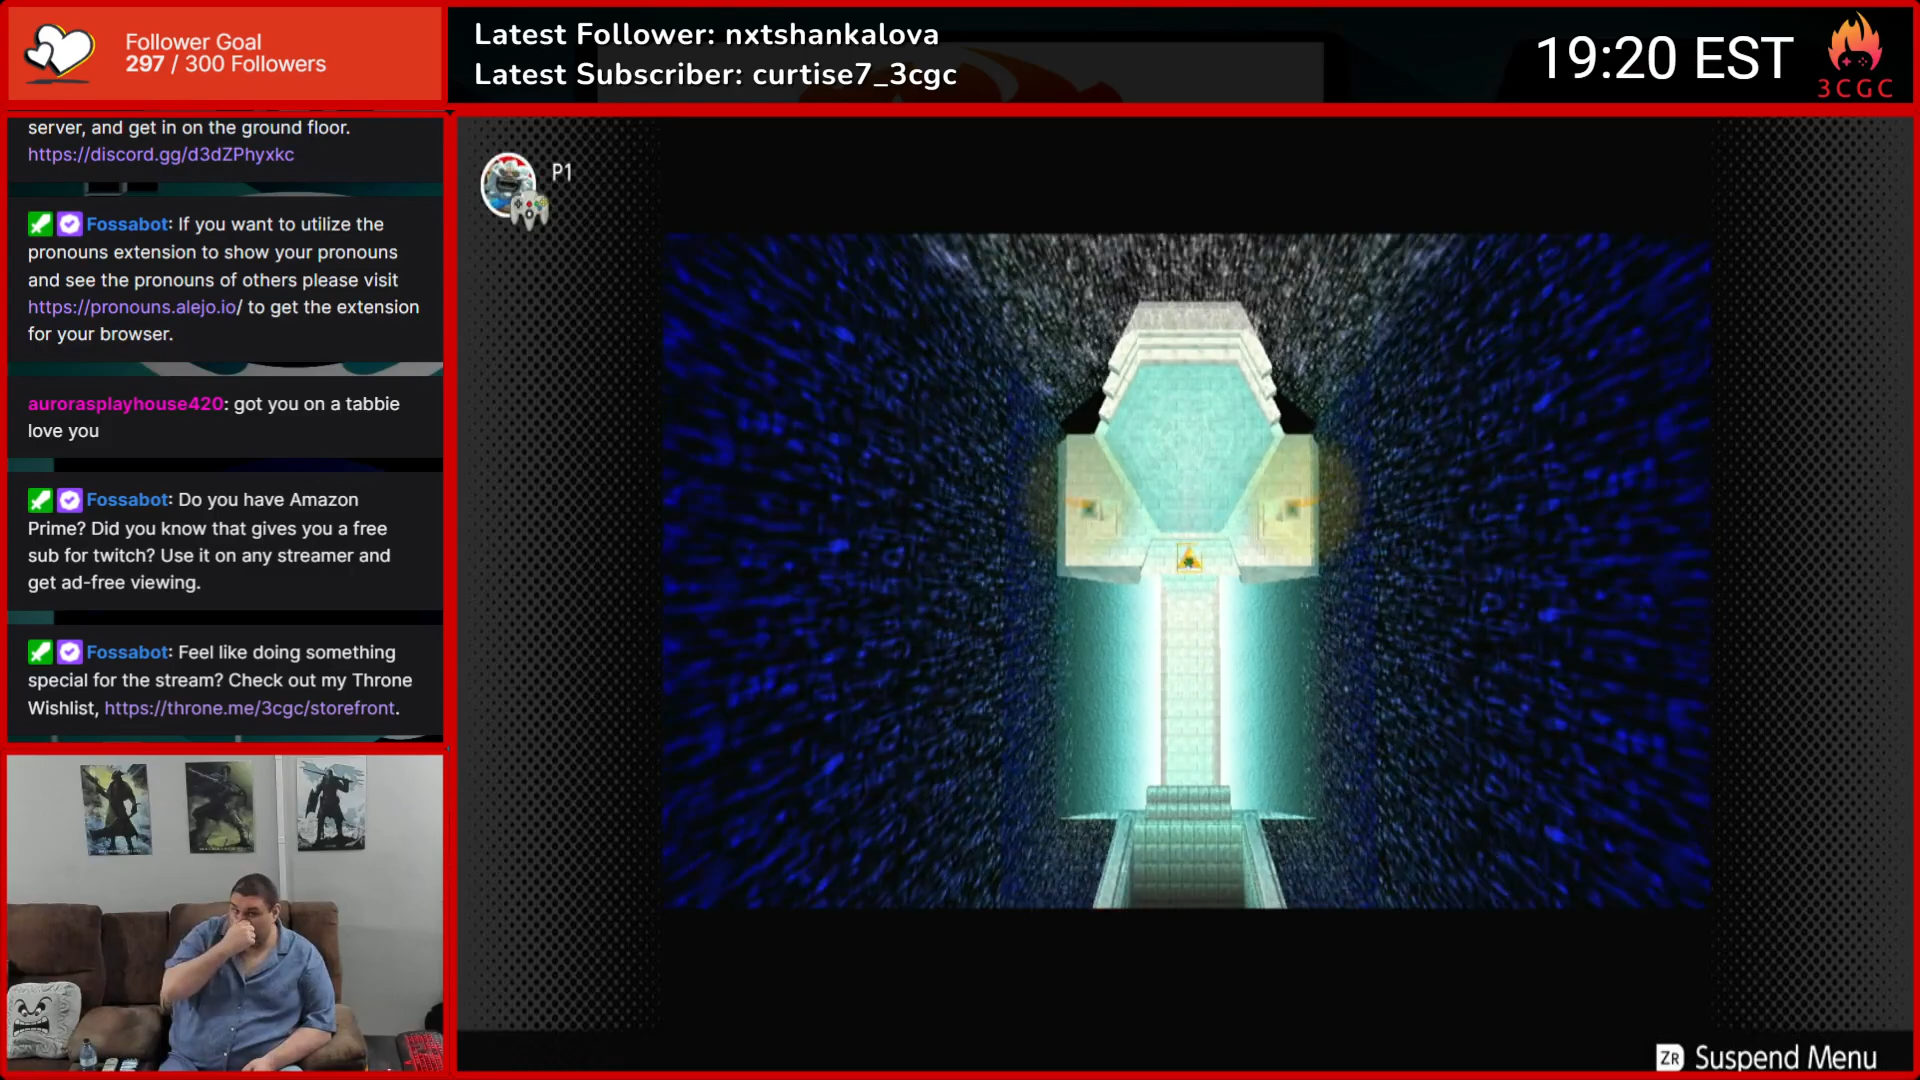 Follower Goal
297 / 300 Followers
Latest Follower: nxtshankalova
Latest Subscriber: curtise7_3cgc
19:20 EST
3CGC
server, and get in on the ground floor.
https://discord.gg/d3dZPhyxkc
Fossabot: If you want to utilize the
pronouns extension to show your pronouns
and see the pronouns of others please visit
https://pronouns.alejo.io/ to get the extension
for your browser.
aurorasplayhouse420: got you on a tabbie
love you
Fossabot: Do you have Amazon
Prime? Did you know that gives you a free
sub for twitch? Use it on any streamer and
get ad-free viewing.
Fossabot: Feel like doing something
special for the stream? Check out my Throne
Wishlist, https://throne.me/3cgc/storefront.
P1
ZR Suspend Menu